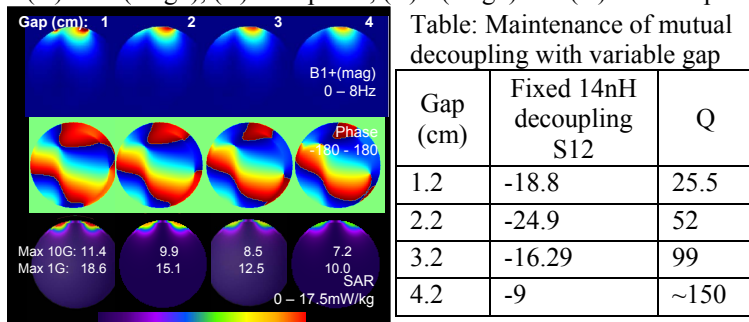 Gap (cm): 1 2 3 4
B1+(mag)
0 – 8Hz
Phase
-180 - 180
Max 10G: 11.4 9.9 8.5 7.2
Max 1G: 18.6 15.1 12.5 10.0
SAR
0 – 17.5mW/kg
Table: Maintenance of mutual
decoupling with variable gap
Gap
(cm)
Fixed 14nH
decoupling
S12
Q
1.2 -18.8 25.5
2.2 -24.9 52
3.2 -16.29 99
4.2 -9 ~150